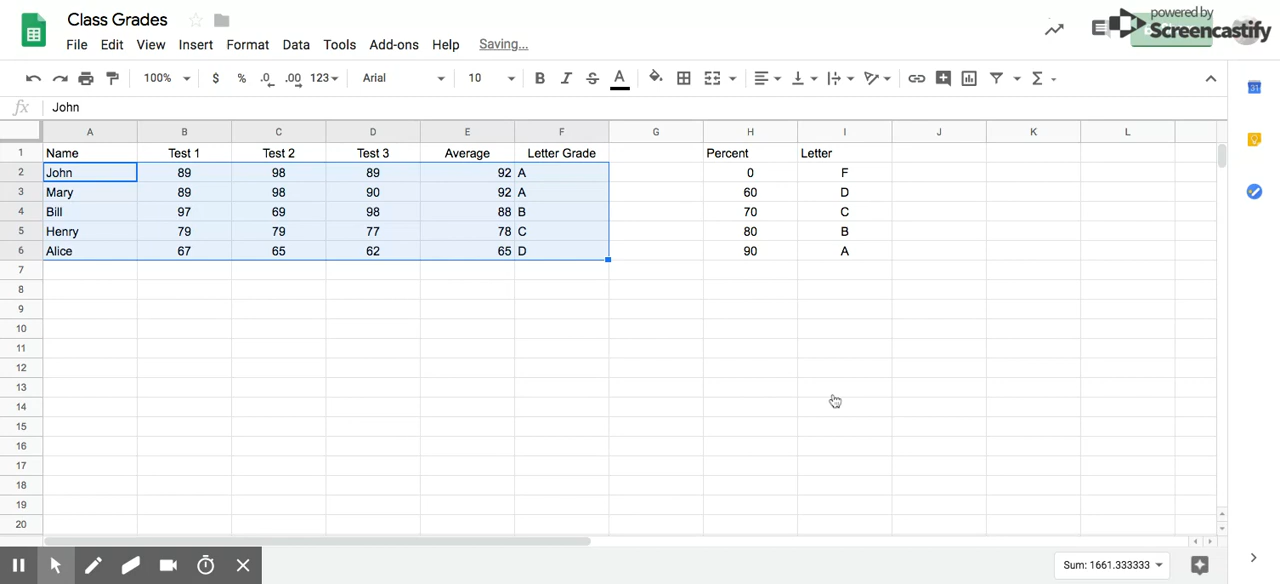 Class Grades
powered by
Screencastify
File Edit View Insert Format Data Tools Add-ons Help Saving...
100% $ % .0 .00 123 Arial 10 B I S A Σ
fx John
A B C D E F G H I J K L
1 Name Test 1 Test 2 Test 3 Average Letter Grade Percent Letter
2 John 89 98 89 92 A 0 F
3 Mary 89 98 90 92 A 60 D
4 Bill 97 69 98 88 B 70 C
5 Henry 79 79 77 78 C 80 B
6 Alice 67 65 62 65 D 90 A
7
8
9
10
11
12
13
14
15
16
17
18
19
20
Sum: 1661.333333